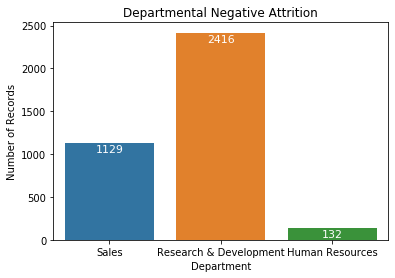 Departmental Negative Attrition
Number of Records
2500
2000
1500
1000
500
0
1129
2416
132
Sales
Research & Development
Human Resources
Department